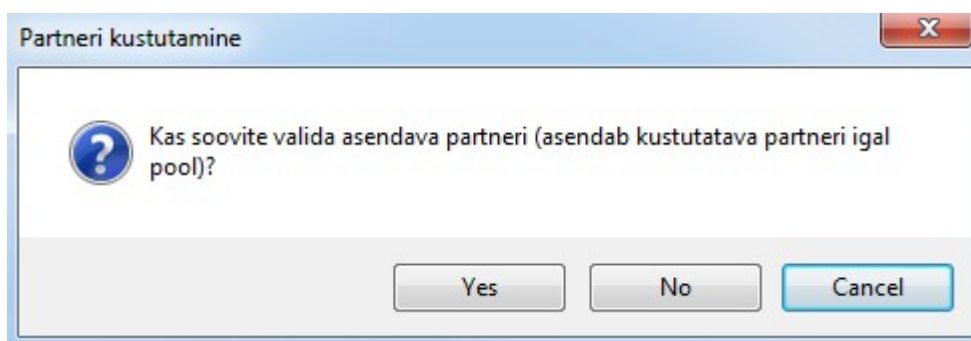 Partneri kustutamine
Kas soovite valida asendava partneri (asendab kustutatava partneri igal
pool)?
Yes No Cancel